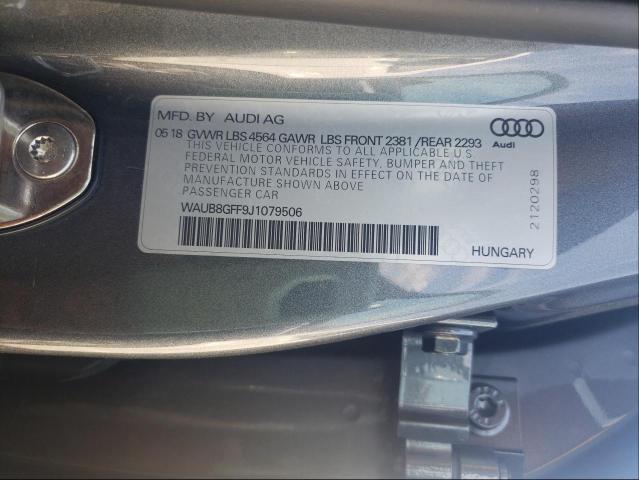 MFD. BY AUDI AG
05 18 GVWR LBS 4564 GAWR LBS FRONT 2381 /REAR 2293
THIS VEHICLE CONFORMS TO ALL APPLICABLE U S
FEDERAL MOTOR VEHICLE SAFETY, BUMPER AND THEFT
PREVENTION STANDARDS IN EFFECT ON THE DATE OF
MANUFACTURE SHOWN ABOVE
PASSENGER CAR
WAUB8GFF9J1079506
Audi
2120298
HUNGARY